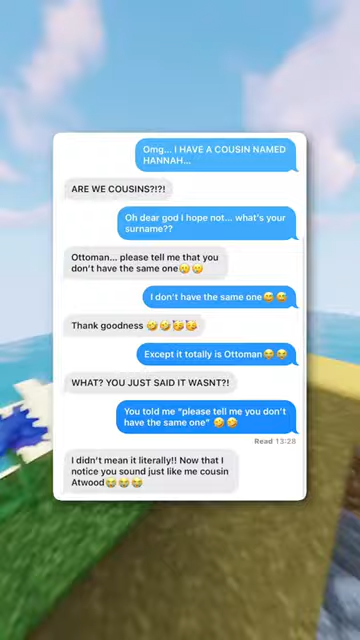 Omg... I HAVE A COUSIN NAMED
HANNAH...
ARE WE COUSINS?!?!
Oh dear god I hope not... what's your
surname??
Ottoman... please tell me that you
don't have the same one😬😬
I don't have the same one😅😅
Thank goodness 🤣🤣🥳🥳
Except it totally is Ottoman😂😂
WHAT? YOU JUST SAID IT WASNT?!
You told me "please tell me you don't
have the same one" 🤣🤣
Read 13:28
I didn't mean it literally!! Now that I
notice you sound just like me cousin
Atwood😭😭😭